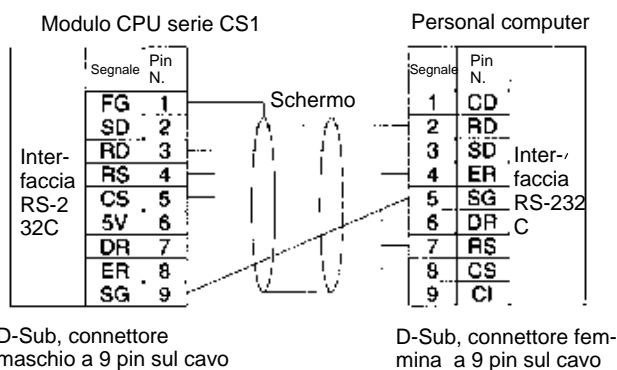 Modulo CPU serie CS1
Personal computer
Segnale
Pin
N.
FG 1
SD 2
RD 3
RS 4
CS 5
5V 6
DR 7
ER 8
SG 9
Inter-
faccia
RS-2
32C
Schermo
Segnale
Pin
N.
1 CD
2 RD
3 SD
4 ER
5 SG
6 DR
7 RS
8 CS
9 CI
Inter-
faccia
RS-232
C
D-Sub, connettore
maschio a 9 pin sul cavo
D-Sub, connettore fem-
mina a 9 pin sul cavo